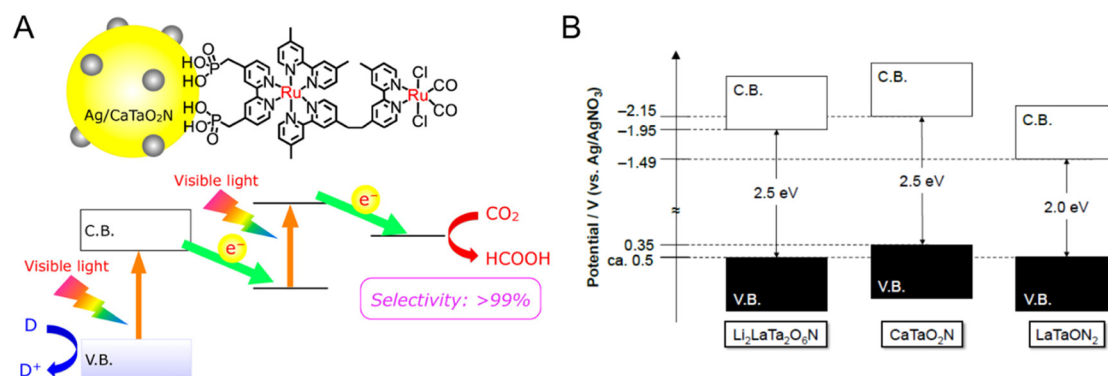 A
HO
O
P
HO
HO
P
HO
O
Ag/CaTaO₂N
N
N
N
N
N
N
Ru
N
N
Cl
Ru
CO
CO
Cl
Visible light
e⁻
e⁻
CO₂
HCOOH
C.B.
Visible light
Selectivity: >99%
D
D⁺
V.B.
B
Potential / V (vs. Ag/AgNO₃)
−2.15
−1.95
−1.49
≈
0.35
ca. 0.5
C.B.
C.B.
C.B.
2.5 eV
2.5 eV
2.0 eV
V.B.
V.B.
V.B.
Li₂LaTa₂O₆N
CaTaO₂N
LaTaON₂